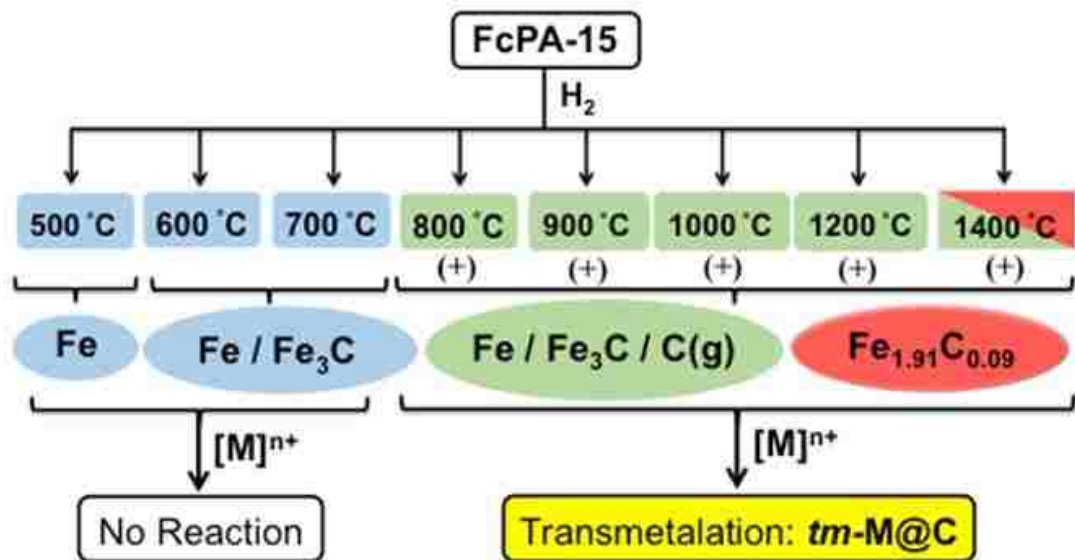 FcPA-15
H₂
500 °C 600 °C 700 °C 800 °C 900 °C 1000 °C 1200 °C 1400 °C
(+) (+) (+) (+) (+)
Fe Fe / Fe₃C Fe / Fe₃C / C(g) Fe₁.₉₁C₀.₀₉
[M]ⁿ⁺ [M]ⁿ⁺
No Reaction Transmetalation: tm-M@C